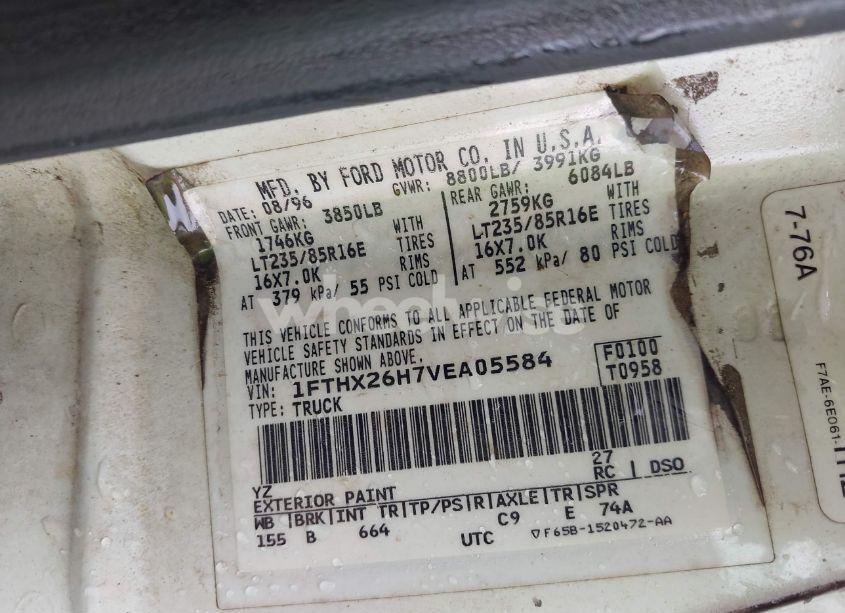 MFD. BY FORD MOTOR CO. IN U.S.A.
DATE: 08/96 GVWR: 8800LB/ 3991KG
FRONT GAWR: 3850LB REAR GAWR: 6084LB
1746KG WITH 2759KG WITH
LT235/85R16E TIRES LT235/85R16E TIRES
16X7.0K RIMS 16X7.0K RIMS
AT 379 kPa/ 55 PSI COLD AT 552 kPa/ 80 PSI COLD
THIS VEHICLE CONFORMS TO ALL APPLICABLE FEDERAL MOTOR
VEHICLE SAFETY STANDARDS IN EFFECT ON THE DATE OF
MANUFACTURE SHOWN ABOVE.
VIN: 1FTHX26H7VEA05584 F0100
TYPE: TRUCK T0958
27
YZ RC DSO
EXTERIOR PAINT
WB BRK INT TR TP/PS R AXLE TR SPR
155 B 664 C9 E 74A
UTC ▽F65B-1520472-AA
7-76A
F7AE-6E061-